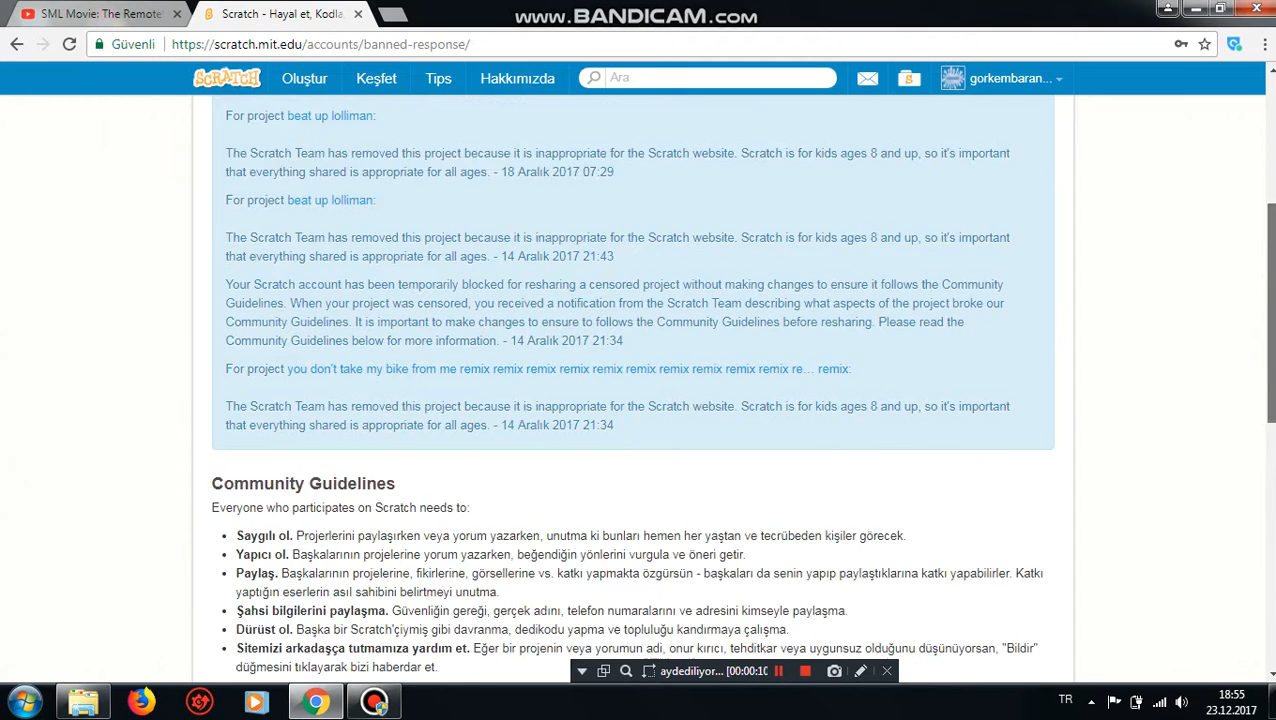 www.BANDICAM.com
SML Movie: The Remote!
Scratch - Hayal et, Kodla,
Güvenli
https://scratch.mit.edu/accounts/banned-response/
SCRATCH
Oluştur
Keşfet
Tips
Hakkımızda
Ara
gorkembaran...
For project beat up lolliman:
The Scratch Team has removed this project because it is inappropriate for the Scratch website. Scratch is for kids ages 8 and up, so it's important
that everything shared is appropriate for all ages. - 18 Aralık 2017 07:29
For project beat up lolliman:
The Scratch Team has removed this project because it is inappropriate for the Scratch website. Scratch is for kids ages 8 and up, so it's important
that everything shared is appropriate for all ages. - 14 Aralık 2017 21:43
Your Scratch account has been temporarily blocked for resharing a censored project without making changes to ensure it follows the Community
Guidelines. When your project was censored, you received a notification from the Scratch Team describing what aspects of the project broke our
Community Guidelines. It is important to make changes to ensure to follows the Community Guidelines before resharing. Please read the
Community Guidelines below for more information. - 14 Aralık 2017 21:34
For project you don't take my bike from me remix remix remix remix remix remix remix remix remix remix re... remix:
The Scratch Team has removed this project because it is inappropriate for the Scratch website. Scratch is for kids ages 8 and up, so it's important
that everything shared is appropriate for all ages. - 14 Aralık 2017 21:34
Community Guidelines
Everyone who participates on Scratch needs to:
• Saygılı ol. Projelerini paylaşırken veya yorum yazarken, unutma ki bunları hemen her yaştan ve tecrübeden kişiler görecek.
• Yapıcı ol. Başkalarının projelerine yorum yazarken, beğendiğin yönlerini vurgula ve öneri getir.
• Paylaş. Başkalarının projelerine, fikirlerine, görsellerine vs. katkı yapmakta özgürsün - başkaları da senin yapıp paylaştıklarına katkı yapabilirler. Katkı
yaptığın eserlerin asıl sahibini belirtmeyi unutma.
• Şahsi bilgilerini paylaşma. Güvenliğin gereği, gerçek adını, telefon numaralarını ve adresini kimseyle paylaşma.
• Dürüst ol. Başka bir Scratch'çiymiş gibi davranma, dedikodu yapma ve topluluğu kandırmaya çalışma.
• Sitemizi arkadaşça tutmamıza yardım et. Eğer bir projenin veya yorumun adi, onur kırıcı, tehditkar veya uygunsuz olduğunu düşünüyorsan, "Bildir"
düğmesini tıklayarak bizi haberdar et.
aydediliyor... [00:00:10
TR
18:55
23.12.2017